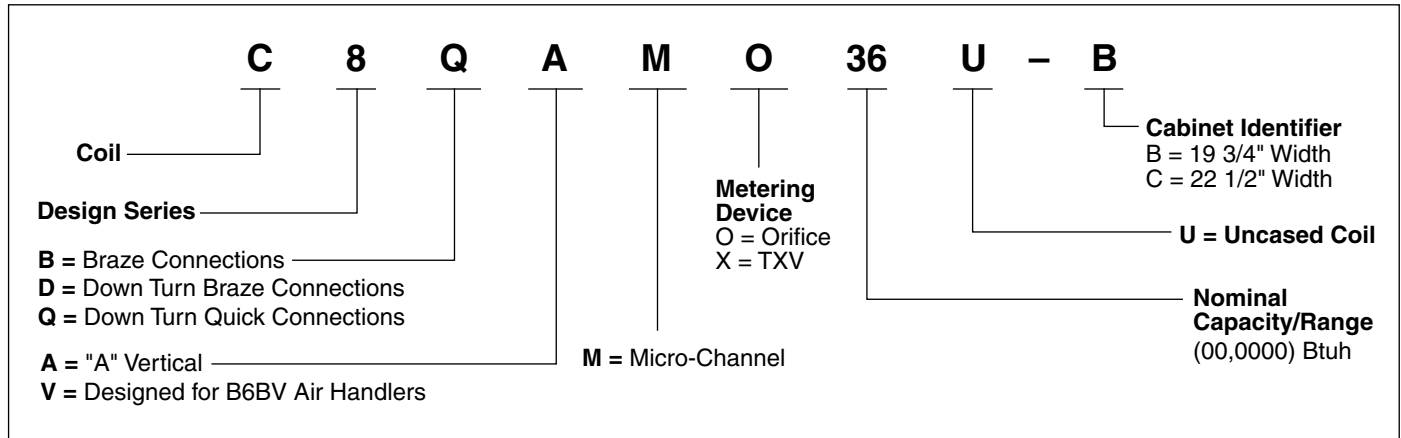 C 8 Q A M O 36 U – B
Coil
Design Series
B = Braze Connections
D = Down Turn Braze Connections
Q = Down Turn Quick Connections
A = "A" Vertical
V = Designed for B6BV Air Handlers
M = Micro-Channel
Metering
Device
O = Orifice
X = TXV
Cabinet Identifier
B = 19 3/4" Width
C = 22 1/2" Width
U = Uncased Coil
Nominal
Capacity/Range
(00,0000) Btuh